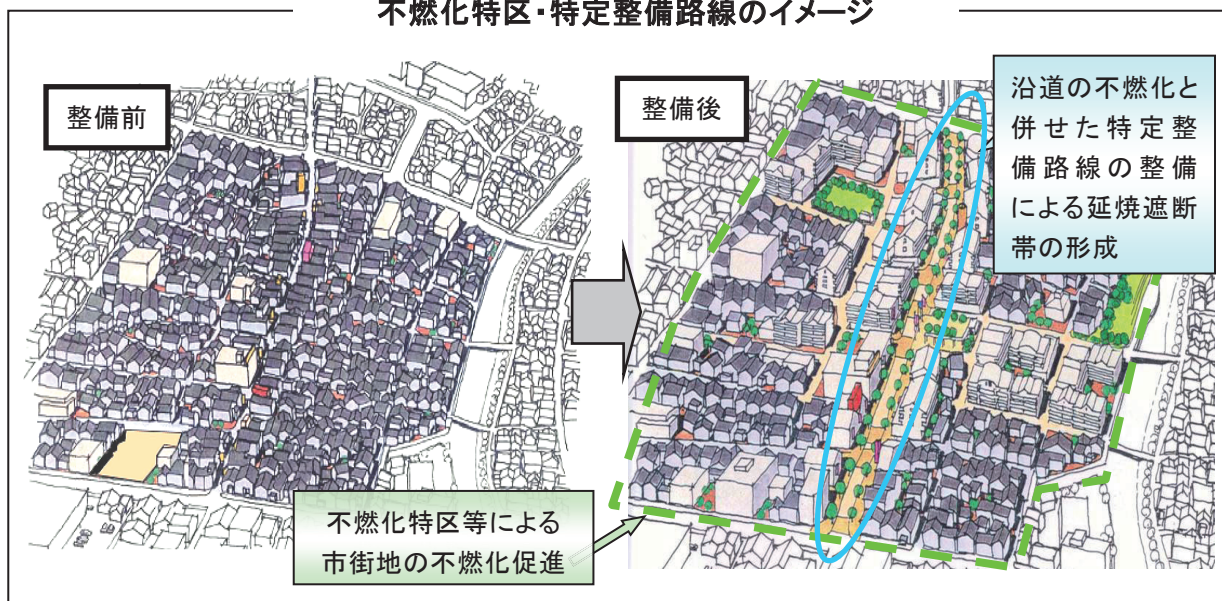 不燃化特区・特定整備路線のイメージ
整備前
整備後
沿道の不燃化と
併せた特定整
備路線の整備
による延焼遮断
帯の形成
不燃化特区等による
市街地の不燃化促進